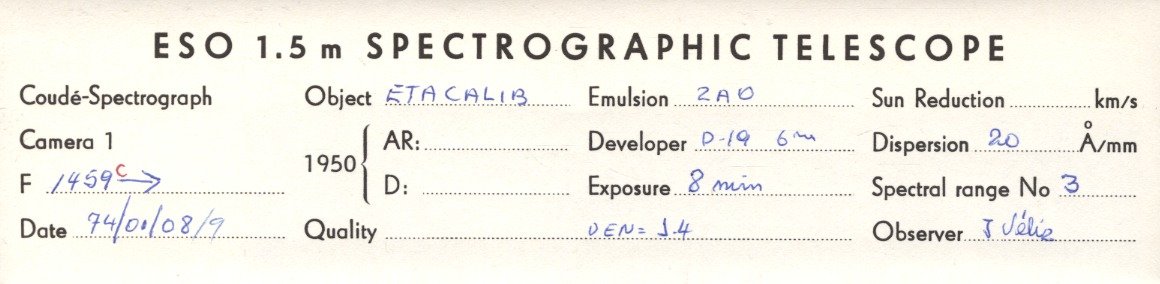 ESO 1.5 m SPECTROGRAPHIC TELESCOPE
Coudé-Spectrograph Object ETA CALIB Emulsion 2AO Sun Reduction km/s
Camera 1 1950 AR: Developer D-19 6m Dispersion 20 Å/mm
F 1459 C → D: Exposure 8 min Spectral range No 3
Date 74/01/08/9 Quality DEN= 1.4 Observer J